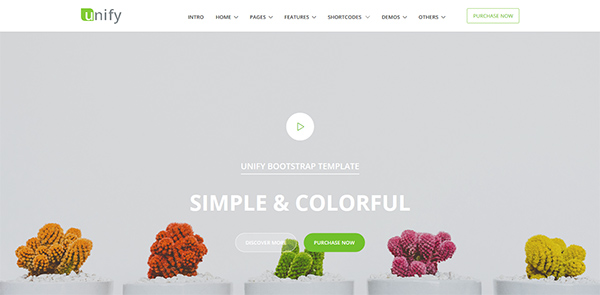 unify
INTRO HOME PAGES FEATURES SHORTCODES DEMOS OTHERS PURCHASE NOW
UNIFY BOOTSTRAP TEMPLATE
SIMPLE & COLORFUL
DISCOVER MORE PURCHASE NOW